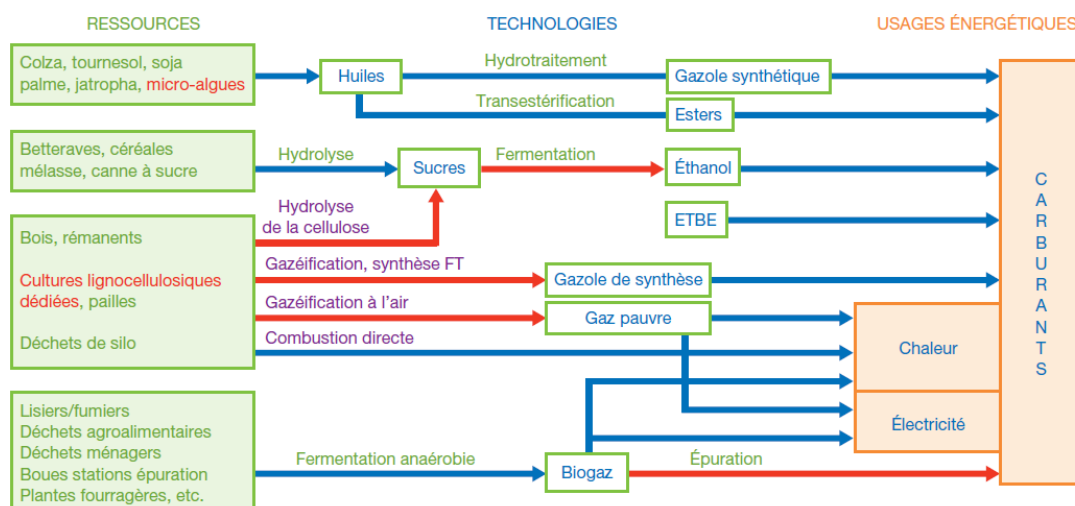 RESSOURCES
TECHNOLOGIES
USAGES ÉNERGÉTIQUES
Colza, tournesol, soja
palme, jatropha, micro-algues
Huiles
Hydrotraitement
Gazole synthétique
Transestérification
Esters
Betteraves, céréales
mélasse, canne à sucre
Hydrolyse
Sucres
Fermentation
Éthanol
Hydrolyse
de la cellulose
ETBE
Bois, rémanents
Cultures lignocellulosiques
dédiées, pailles
Déchets de silo
Gazéification, synthèse FT
Gazole de synthèse
Gazéification à l'air
Gaz pauvre
Combustion directe
Chaleur
Électricité
Lisiers/fumiers
Déchets agroalimentaires
Déchets ménagers
Boues stations épuration
Plantes fourragères, etc.
Fermentation anaérobie
Biogaz
Épuration
CARBURANTS